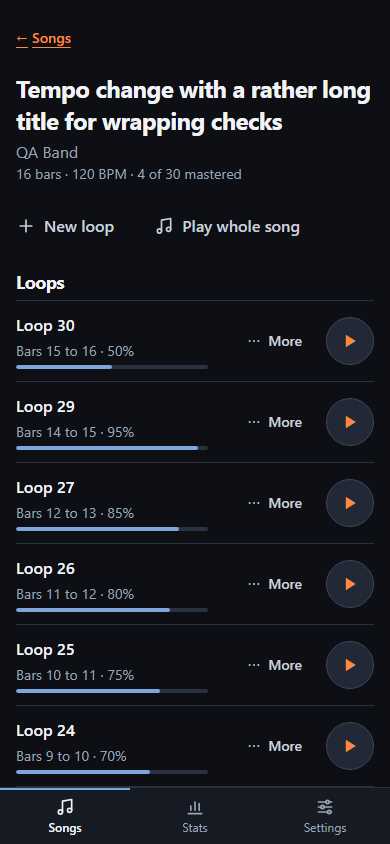 ← Songs
Tempo change with a rather long
title for wrapping checks
QA Band
16 bars · 120 BPM · 4 of 30 mastered
+ New loop
Play whole song
Loops
Loop 30
Bars 15 to 16 · 50%
··· More
Loop 29
Bars 14 to 15 · 95%
··· More
Loop 27
Bars 12 to 13 · 85%
··· More
Loop 26
Bars 11 to 12 · 80%
··· More
Loop 25
Bars 10 to 11 · 75%
··· More
Loop 24
Bars 9 to 10 · 70%
··· More
Songs
Stats
Settings